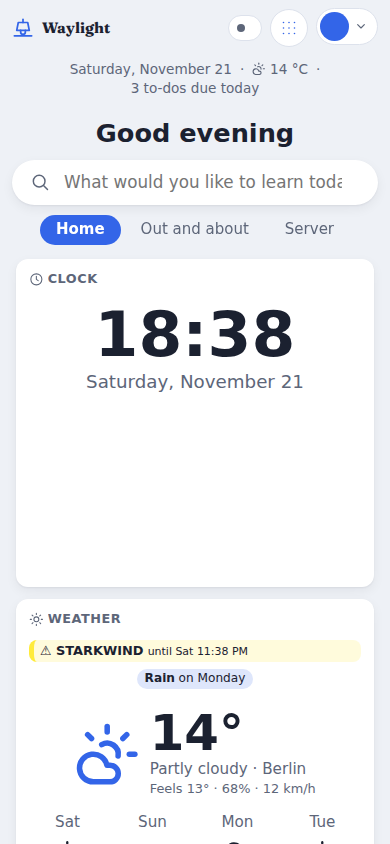 Waylight
Saturday, November 21 · 14 °C ·
3 to-dos due today
Good evening
What would you like to learn toda
Home Out and about Server
CLOCK
18:38
Saturday, November 21
WEATHER
⚠ STARKWIND until Sat 11:38 PM
Rain on Monday
14°
Partly cloudy · Berlin
Feels 13° · 68% · 12 km/h
Sat Sun Mon Tue